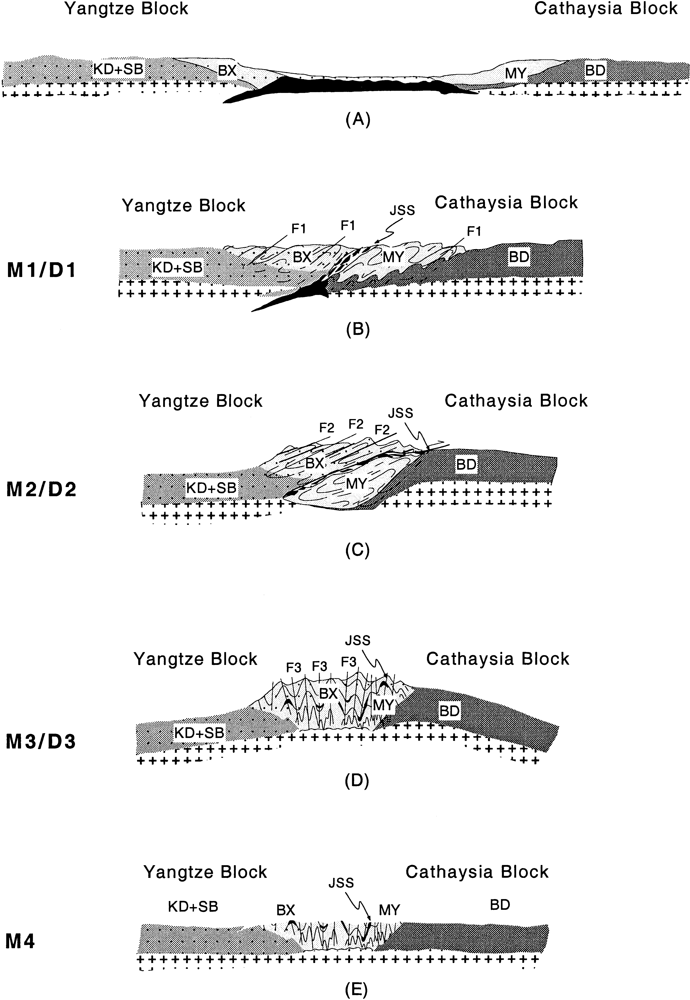 Yangtze Block Cathaysia Block
KD+SB BX MY BD
(A)
Yangtze Block Cathaysia Block
JSS
F1 F1 F1
M1/D1
KD+SB BX MY BD
(B)
Yangtze Block Cathaysia Block
JSS
F2 F2 F2
M2/D2
KD+SB BX MY BD
(C)
JSS
Yangtze Block Cathaysia Block
F3 F3 F3
BX MY BD
M3/D3
KD+SB
(D)
Yangtze Block Cathaysia Block
JSS
KD+SB BX MY BD
M4
(E)